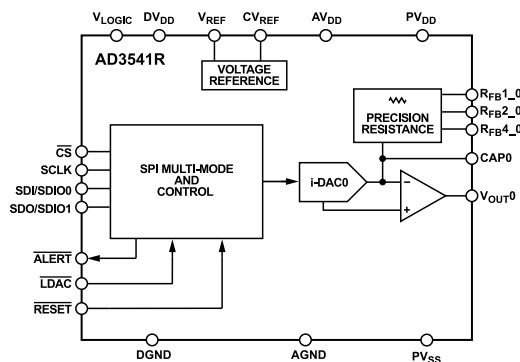 VLOGIC DVDD VREF CVREF AVDD PVDD
AD3541R
VOLTAGE
REFERENCE
PRECISION
RESISTANCE
RFB1_0
RFB2_0
RFB4_0
CAP0
VOUT0
CS
SCLK
SDI/SDIO0
SDO/SDIO1
SPI MULTI-MODE
AND
CONTROL
i-DAC0
−
+
ALERT
LDAC
RESET
DGND AGND PVSS